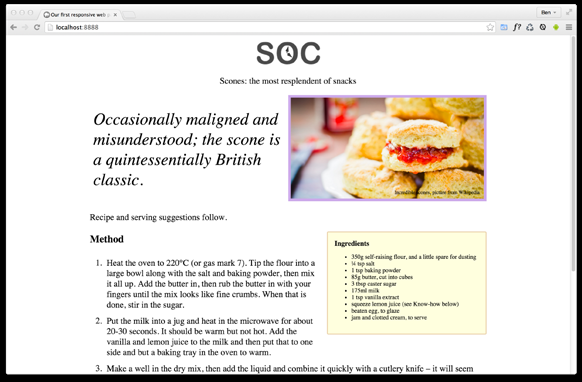 Our first responsive web p
Ben
localhost:8888
SOC
Scones: the most resplendent of snacks
Occasionally maligned and
misunderstood; the scone is
a quintessentially British
classic.
Incredible scones, picture from Wikipedia
Recipe and serving suggestions follow.
Method
1. Heat the oven to 220ºC (or gas mark 7). Tip the flour into a
large bowl along with the salt and baking powder, then mix
it all up. Add the butter in, then rub the butter in with your
fingers until the mix looks like fine crumbs. When that is
done, stir in the sugar.
2. Put the milk into a jug and heat in the microwave for about
20-30 seconds. It should be warm but not hot. Add the
vanilla and lemon juice to the milk and then put that to one
side and but a baking tray in the oven to warm.
3. Make a well in the dry mix, then add the liquid and combine it quickly with a cutlery knife – it will seem
Ingredients
350g self-raising flour, and a little spare for dusting
¼ tsp salt
1 tsp baking powder
85g butter, cut into cubes
3 tbsp caster sugar
175ml milk
1 tsp vanilla extract
squeeze lemon juice (see Know-how below)
beaten egg, to glaze
jam and clotted cream, to serve